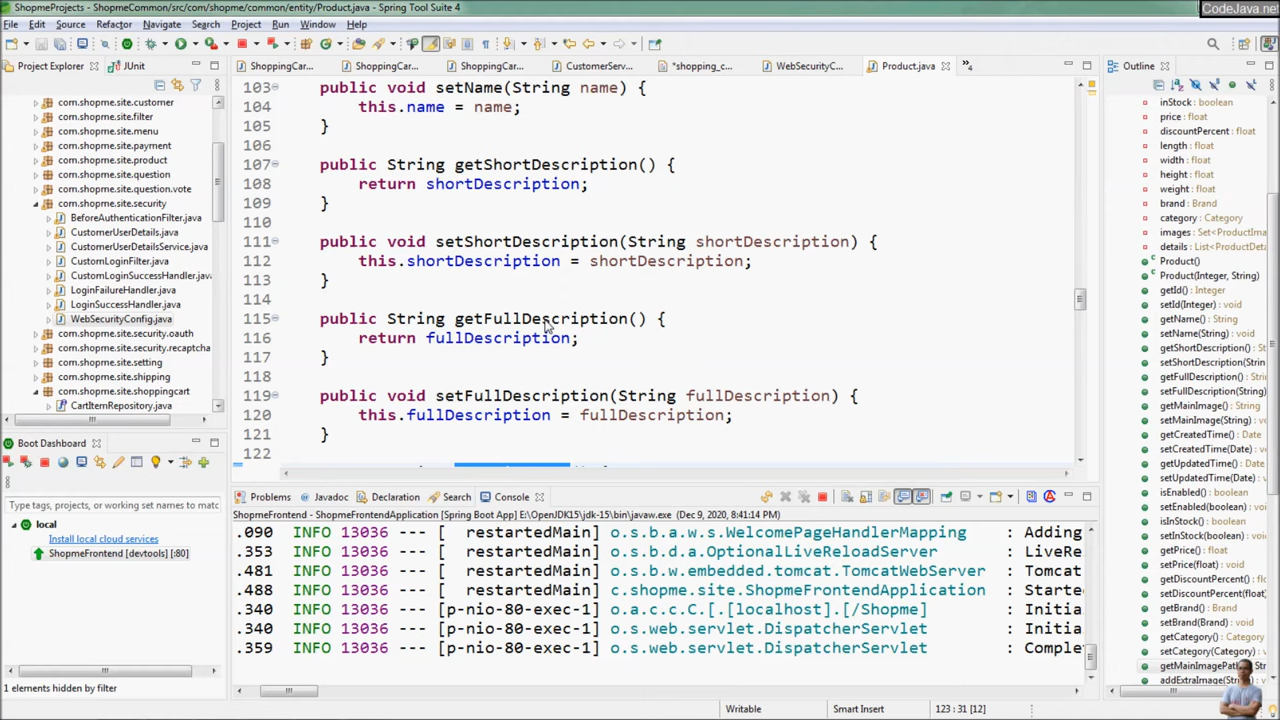 ShopmeProjects - ShopmeCommon/src/com/shopme/common/entity/Product.java - Spring Tool Suite 4
CodeJava.net
File Edit Source Refactor Navigate Search Project Run Window Help
Project Explorer
JUnit
com.shopme.site.customer
com.shopme.site.filter
com.shopme.site.menu
com.shopme.site.payment
com.shopme.site.product
com.shopme.site.question
com.shopme.site.question.vote
com.shopme.site.security
BeforeAuthenticationFilter.java
CustomerUserDetails.java
CustomerUserDetailsService.java
CustomLoginFilter.java
CustomLoginSuccessHandler.java
LoginFailureHandler.java
LoginSuccessHandler.java
WebSecurityConfig.java
com.shopme.site.security.oauth
com.shopme.site.security.recaptcha
com.shopme.site.setting
com.shopme.site.shipping
com.shopme.site.shoppingcart
CartItemRepository.java
Boot Dashboard
Type tags, projects, or working set names to matc
local
Install local cloud services
ShopmeFrontend [devtools] [:80]
1 elements hidden by filter
ShoppingCar... ShoppingCar... ShoppingCar... CustomerServ... *shopping_c... WebSecurityC... Product.java
103 public void setName(String name) {
104 this.name = name;
105 }
106
107 public String getShortDescription() {
108 return shortDescription;
109 }
110
111 public void setShortDescription(String shortDescription) {
112 this.shortDescription = shortDescription;
113 }
114
115 public String getFullDescription() {
116 return fullDescription;
117 }
118
119 public void setFullDescription(String fullDescription) {
120 this.fullDescription = fullDescription;
121 }
122
Problems Javadoc Declaration Search Console
ShopmeFrontend - ShopmeFrontendApplication [Spring Boot App] E:\OpenJDK15\jdk-15\bin\javaw.exe (Dec 9, 2020, 8:41:14 PM)
.090 INFO 13036 --- [ restartedMain] o.s.b.a.w.s.WelcomePageHandlerMapping : Adding
.353 INFO 13036 --- [ restartedMain] o.s.b.d.a.OptionalLiveReloadServer : LiveRe
.481 INFO 13036 --- [ restartedMain] o.s.b.w.embedded.tomcat.TomcatWebServer : Tomcat
.488 INFO 13036 --- [ restartedMain] c.shopme.site.ShopmeFrontendApplication : Starte
.340 INFO 13036 --- [p-nio-80-exec-1] o.a.c.c.C.[.[localhost].[/Shopme] : Initia
.340 INFO 13036 --- [p-nio-80-exec-1] o.s.web.servlet.DispatcherServlet : Initia
.359 INFO 13036 --- [p-nio-80-exec-1] o.s.web.servlet.DispatcherServlet : Comple
Outline
inStock : boolean
price : float
discountPercent : float
length : float
width : float
height : float
weight : float
brand : Brand
category : Category
images : Set<ProductIma
details : List<ProductDeta
Product()
Product(Integer, String)
getId() : Integer
setId(Integer) : void
getName() : String
setName(String) : void
getShortDescription() : S
setShortDescription(Strin
getFullDescription() : Str
setFullDescription(String
getMainImage() : String
setMainImage(String) : v
getCreatedTime() : Date
setCreatedTime(Date) : v
getUpdatedTime() : Date
setUpdatedTime(Date) : v
isEnabled() : boolean
setEnabled(boolean) : vo
isInStock() : boolean
setInStock(boolean) : vo
getPrice() : float
setPrice(float) : void
getDiscountPercent() : flo
setDiscountPercent(float)
getBrand() : Brand
setBrand(Brand) : void
getCategory() : Category
setCategory(Category) : v
getMainImagePat
addExtraImage(S
Writable
Smart Insert
123 : 31 [12]